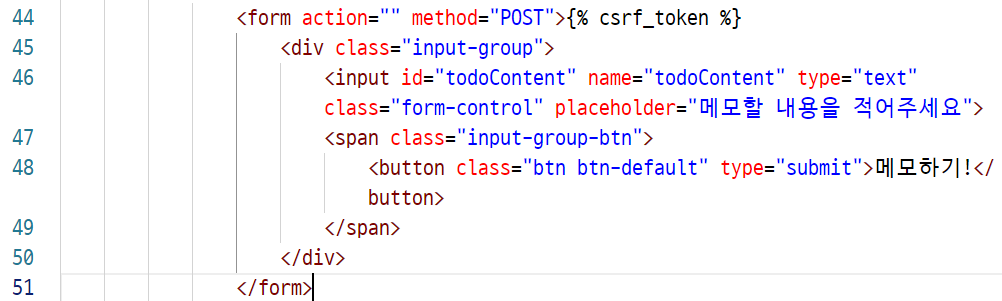 44 <form action="" method="POST">{% csrf_token %}
45 <div class="input-group">
46 <input id="todoContent" name="todoContent" type="text"
class="form-control" placeholder="메모할 내용을 적어주세요">
47 <span class="input-group-btn">
48 <button class="btn btn-default" type="submit">메모하기!</
button>
49 </span>
50 </div>
51 </form>